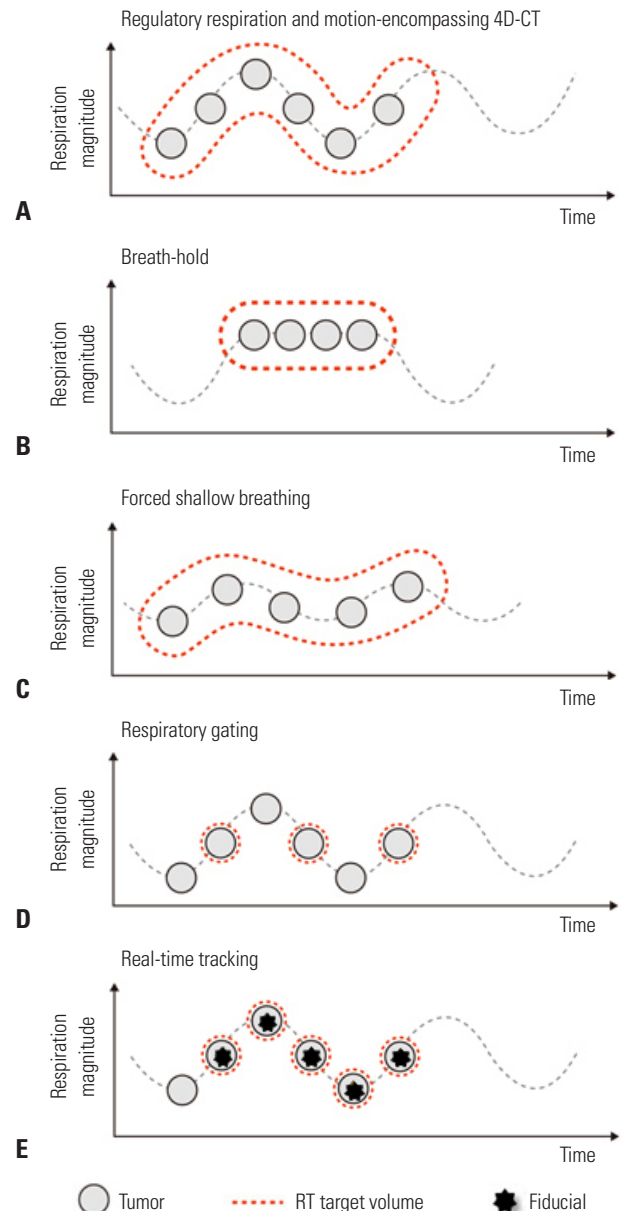 Regulatory respiration and motion-encompassing 4D-CT
Respiration
magnitude
A
Time
Breath-hold
Respiration
magnitude
B
Time
Forced shallow breathing
Respiration
magnitude
C
Time
Respiratory gating
Respiration
magnitude
D
Time
Real-time tracking
Respiration
magnitude
E
Time
Tumor RT target volume Fiducial